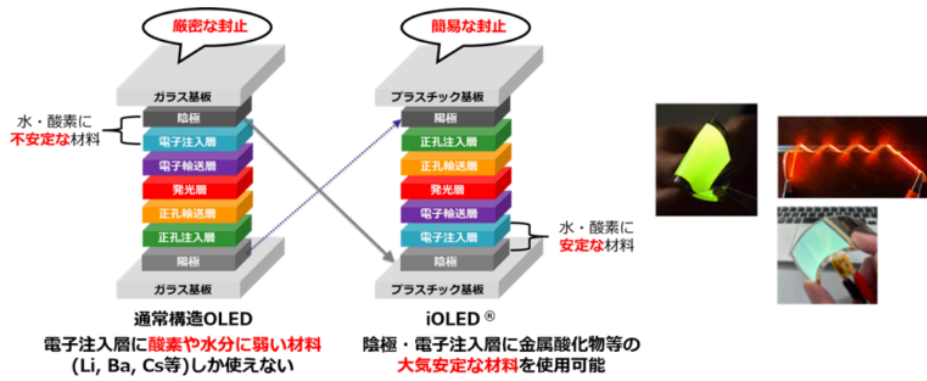 厳密な封止
ガラス基板
水・酸素に
不安定な材料
陰極
電子注入層
電子輸送層
発光層
正孔輸送層
正孔注入層
陽極
ガラス基板
通常構造OLED
電子注入層に酸素や水分に弱い材料
(Li, Ba, Cs等)しか使えない
簡易な封止
プラスチック基板
陽極
正孔注入層
正孔輸送層
発光層
電子輸送層
電子注入層
陰極
水・酸素に
安定な材料
プラスチック基板
iOLED ®
陰極・電子注入層に金属酸化物等の
大気安定な材料を使用可能